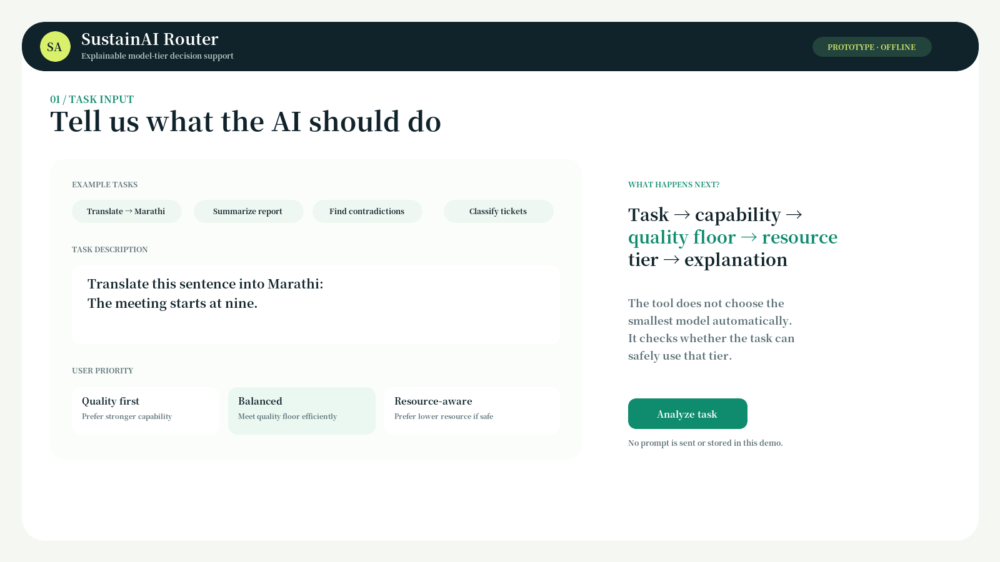 SA
SustainAI Router
Explainable model-tier decision support
PROTOTYPE · OFFLINE
01 / TASK INPUT
Tell us what the AI should do
EXAMPLE TASKS
Translate → Marathi
Summarize report
Find contradictions
Classify tickets
TASK DESCRIPTION
Translate this sentence into Marathi:
The meeting starts at nine.
USER PRIORITY
Quality first
Prefer stronger capability
Balanced
Meet quality floor efficiently
Resource-aware
Prefer lower resource if safe
WHAT HAPPENS NEXT?
Task → capability →
quality floor → resource
tier → explanation
The tool does not choose the
smallest model automatically.
It checks whether the task can
safely use that tier.
Analyze task
No prompt is sent or stored in this demo.